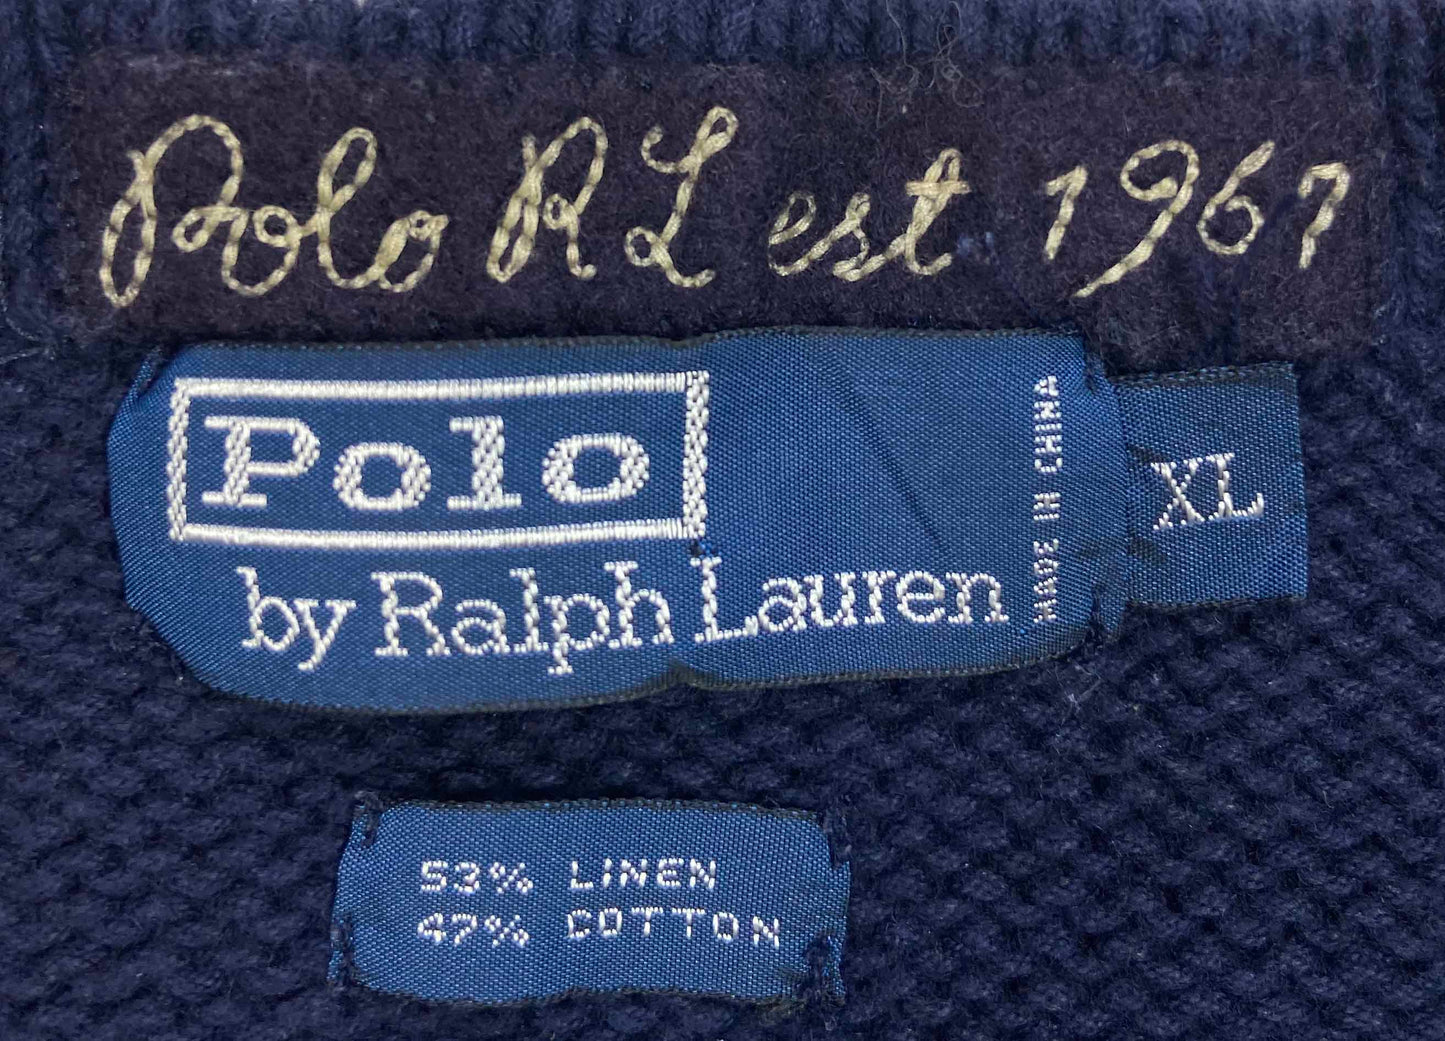 Polo RL est 1967
Polo
by Ralph Lauren
MADE IN CHINA
XL
53% LINEN
47% COTTON